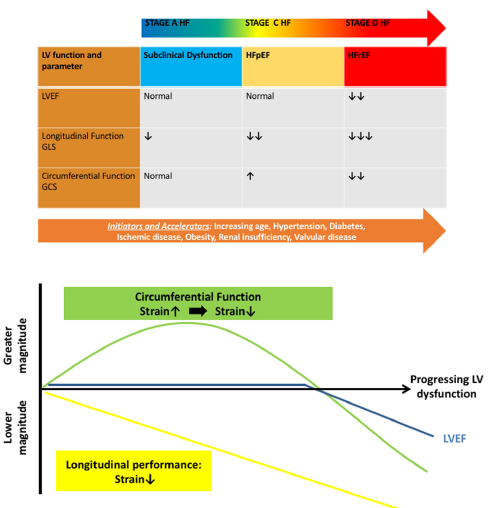 STAGE A HF STAGE C HF STAGE D HF
LV function and parameter Subclinical Dysfunction HFpEF HFrEF
LVEF Normal Normal ↓↓
Longitudinal Function GLS ↓ ↓↓ ↓↓↓
Circumferential Function GCS Normal ↑ ↓↓
Initiators and Accelerators: Increasing age, Hypertension, Diabetes,
Ischemic disease, Obesity, Renal Insufficiency, Valvular disease
Circumferential Function
Strain↑ ➡ Strain↓
Greater
magnitude
Progressing LV
dysfunction
Lower
magnitude
LVEF
Longitudinal performance:
Strain↓